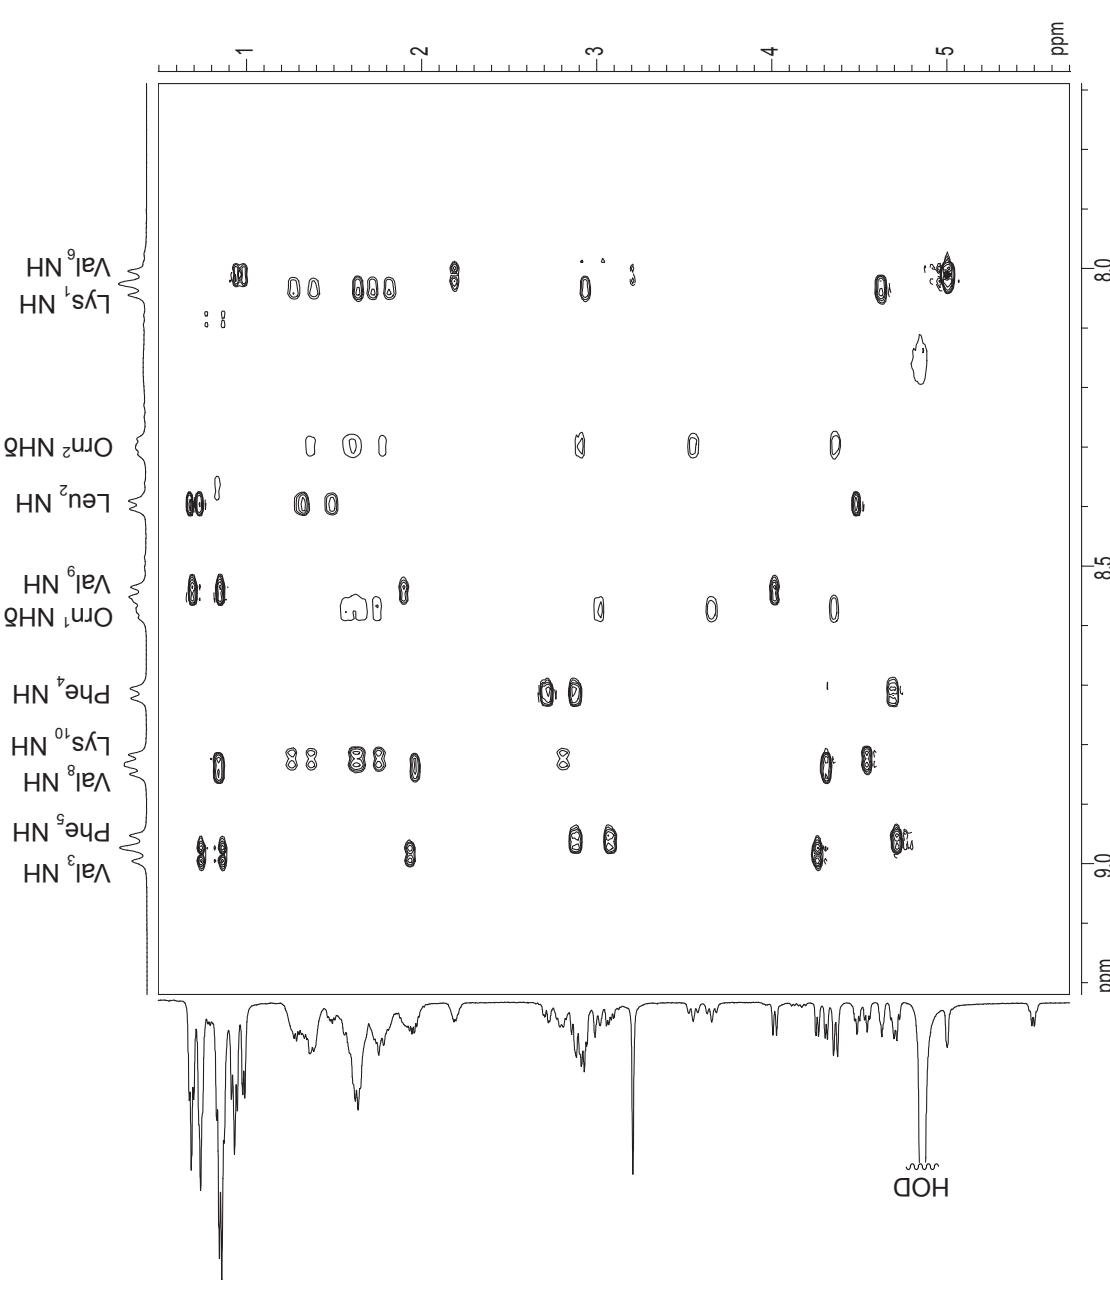 1 2 3 4 5 ppm
Val₆ NH
Lys₁ NH
Orn² NHδ
Leu₂ NH
Val₉ NH
Orn¹ NHδ
Phe₄ NH
Lys₁₀ NH
Val₈ NH
Phe₅ NH
Val₃ NH
8.0
8.5
9.0
ppm
HOD